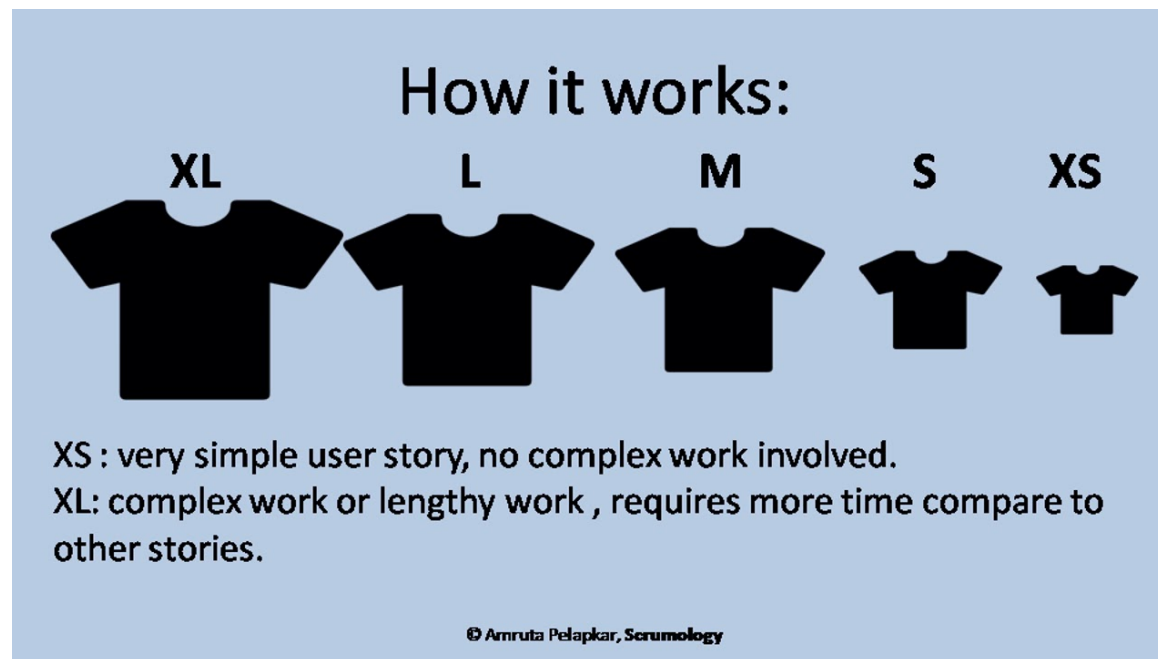 How it works:
XL L M S XS
XS : very simple user story, no complex work involved.
XL: complex work or lengthy work , requires more time compare to
other stories.
© Amruta Pelapkar, Scrumology